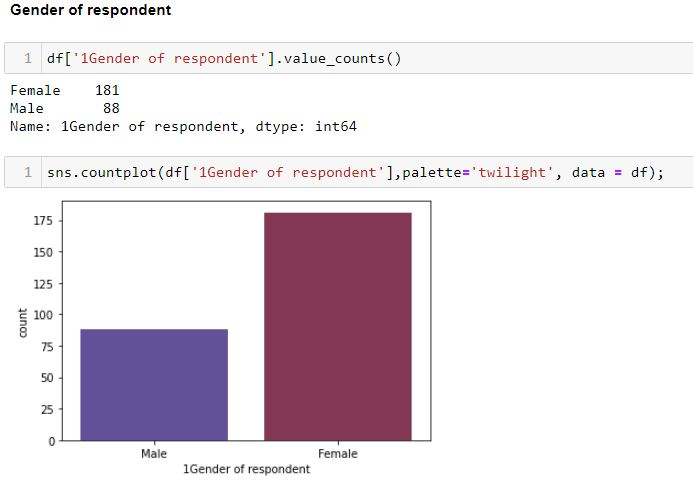 Gender of respondent
1 df['1Gender of respondent'].value_counts()
Female 181
Male 88
Name: 1Gender of respondent, dtype: int64
1 sns.countplot(df['1Gender of respondent'],palette='twilight', data = df);
175
150
125
100
75
50
25
0
count
Male Female
1Gender of respondent